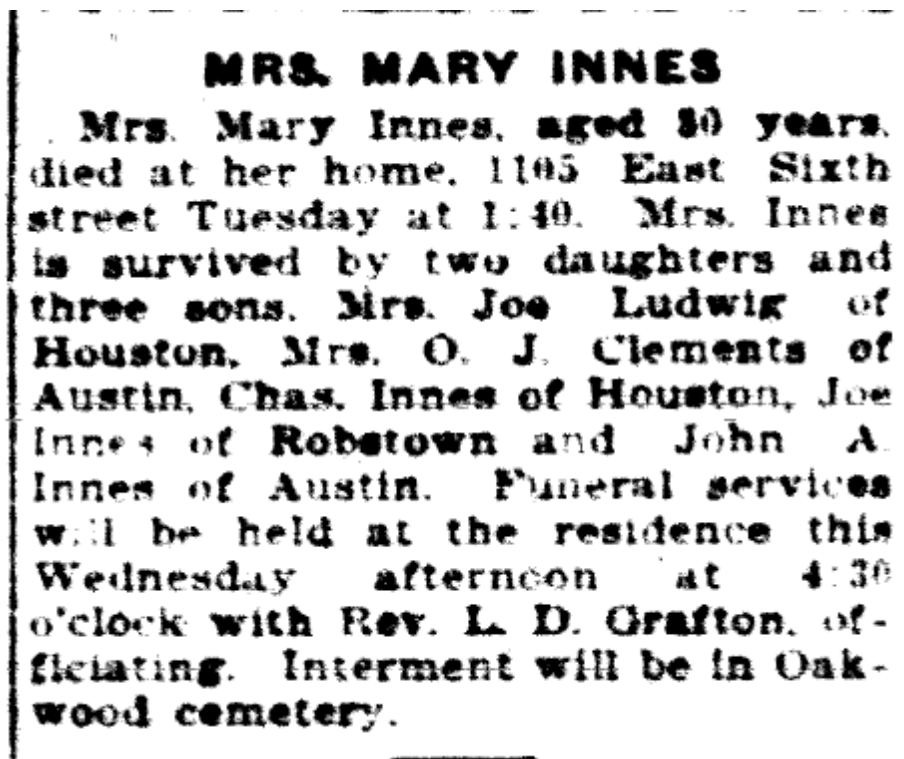 MRS. MARY INNES
Mrs. Mary Innes, aged 80 years,
died at her home, 1105 East Sixth
street Tuesday at 1:40. Mrs. Innes
is survived by two daughters and
three sons, Mrs. Joe Ludwig of
Houston, Mrs. O. J. Clements of
Austin, Chas. Innes of Houston, Joe
Innes of Robstown and John A.
Innes of Austin. Funeral services
will be held at the residence this
Wednesday afternoon at 4:30
o'clock with Rev. L. D. Grafton, of-
ficiating. Interment will be in Oak-
wood cemetery.